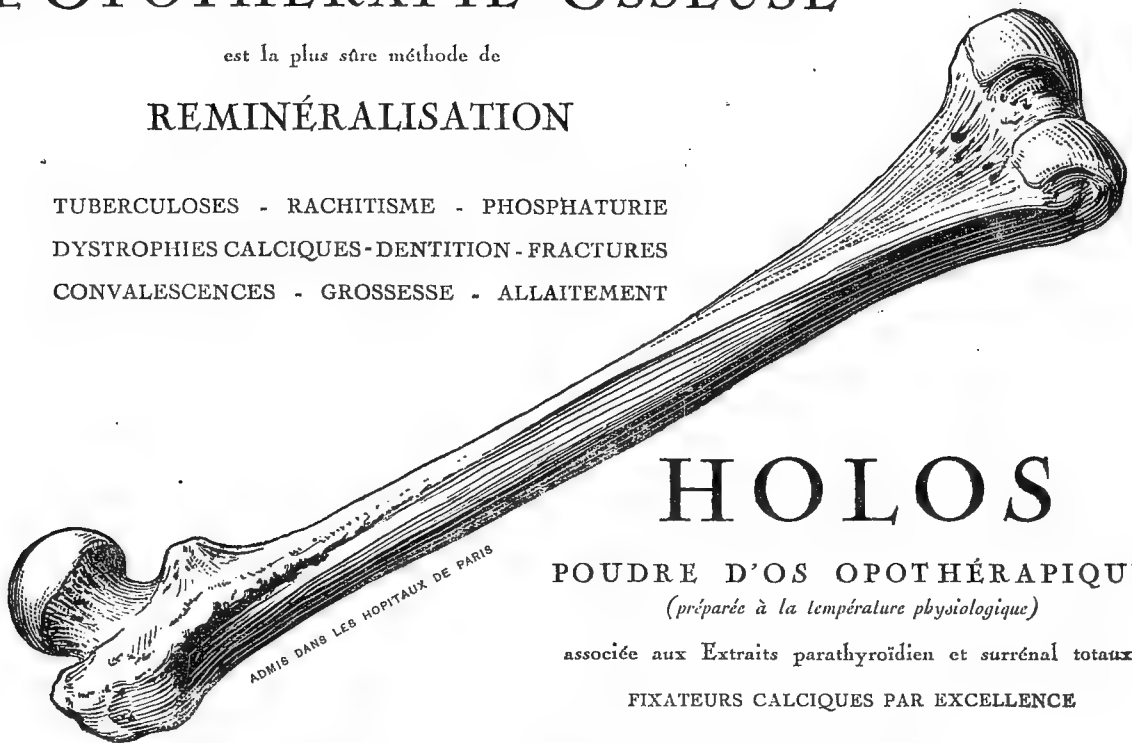 OPOTHÉRAPIE OSSEUSE
est la plus sûre méthode de
REMINÉRALISATION
TUBERCULOSES - RACHITISME - PHOSPHATURIE
DYSTROPHIES CALCIQUES - DENTITION - FRACTURES
CONVALESCENCES - GROSSESSE - ALLAITEMENT
ADMIS DANS LES HOPITAUX DE PARIS
HOLOS
POUDRE D'OS OPOTHÉRAPIQU
(préparée à la température physiologique)
associée aux Extraits parathyroïdien et surrénal totaux
FIXATEURS CALCIQUES PAR EXCELLENCE